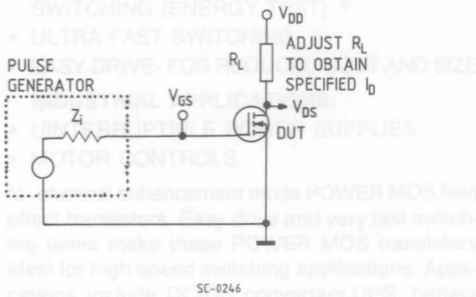 SWITCHING (ENERGY TEST)
• ULTRA FAST SWITCHING
EASY DRIVE- FOR REDUCED COST AND SIZE
INDUSTRIAL APPLICATIONS:
• UNINTERRUPTIBLE POWER SUPPLIES
• MOTOR CONTROLS
N - channel enhancement mode POWER MOS field
effect transistors. Easy drive and very fast switch-
ing times make these POWER MOS transistors
ideal for high speed switching applications. Appli-
cations include DC/DC converters, UPS, battery
VDD
RL
ADJUST RL
TO OBTAIN
SPECIFIED ID
PULSE
GENERATOR
Zi
VGS
VDS
DUT
SC-0246